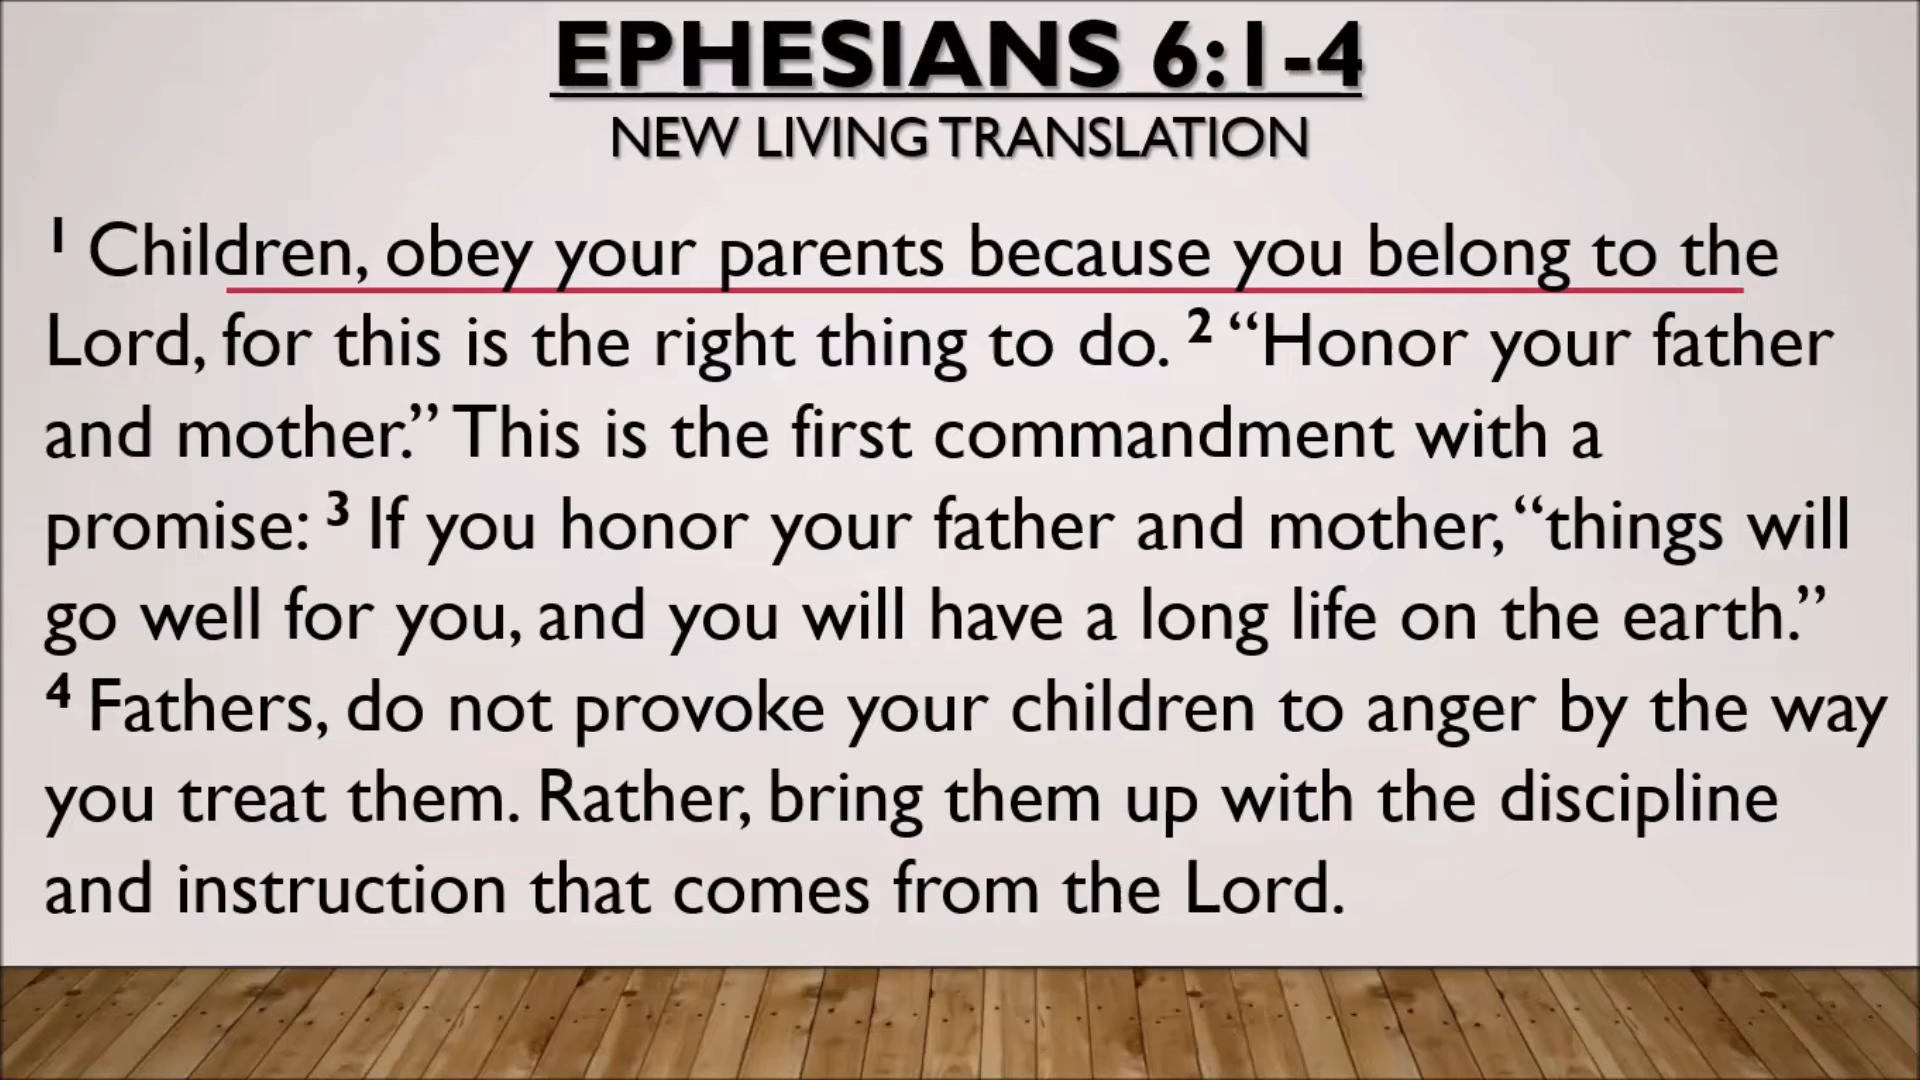 EPHESIANS 6:1-4
NEW LIVING TRANSLATION
1 Children, obey your parents because you belong to the
Lord, for this is the right thing to do. 2 “Honor your father
and mother.” This is the first commandment with a
promise: 3 If you honor your father and mother, “things will
go well for you, and you will have a long life on the earth.”
4 Fathers, do not provoke your children to anger by the way
you treat them. Rather, bring them up with the discipline
and instruction that comes from the Lord.